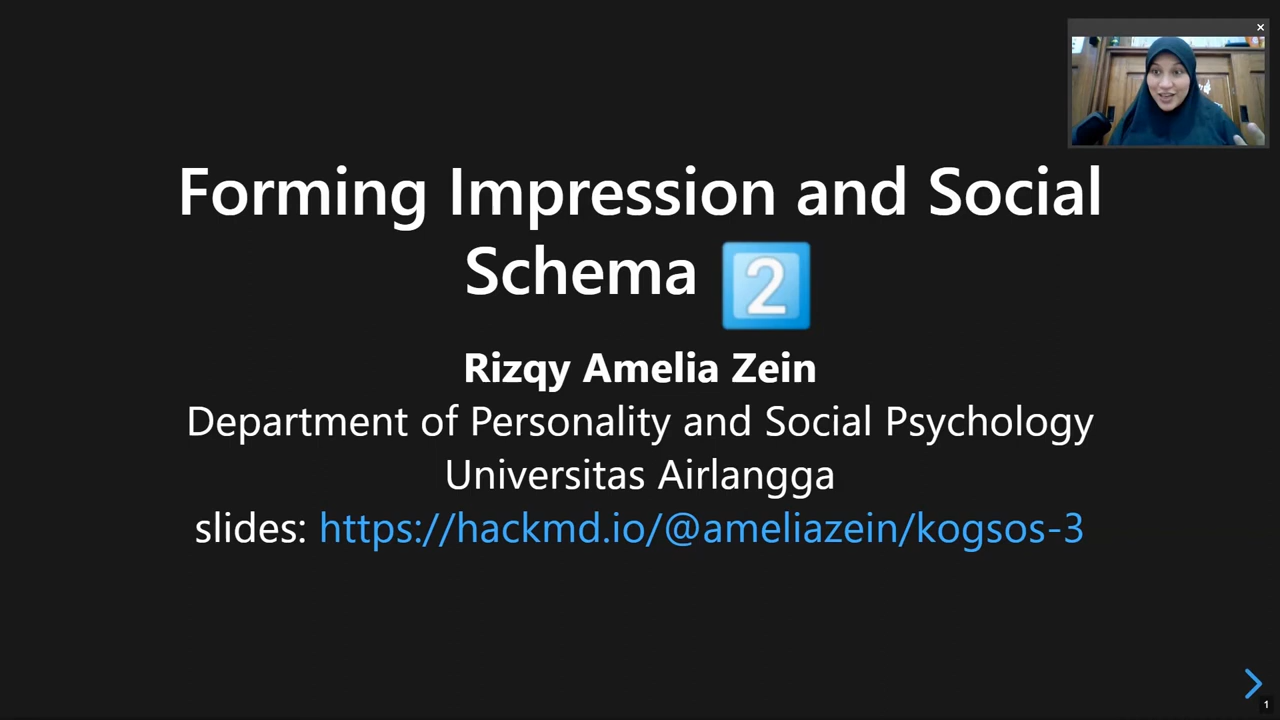 Forming Impression and Social
Schema 2️⃣
Rizqy Amelia Zein
Department of Personality and Social Psychology
Universitas Airlangga
slides: https://hackmd.io/@ameliazein/kogsos-3
1